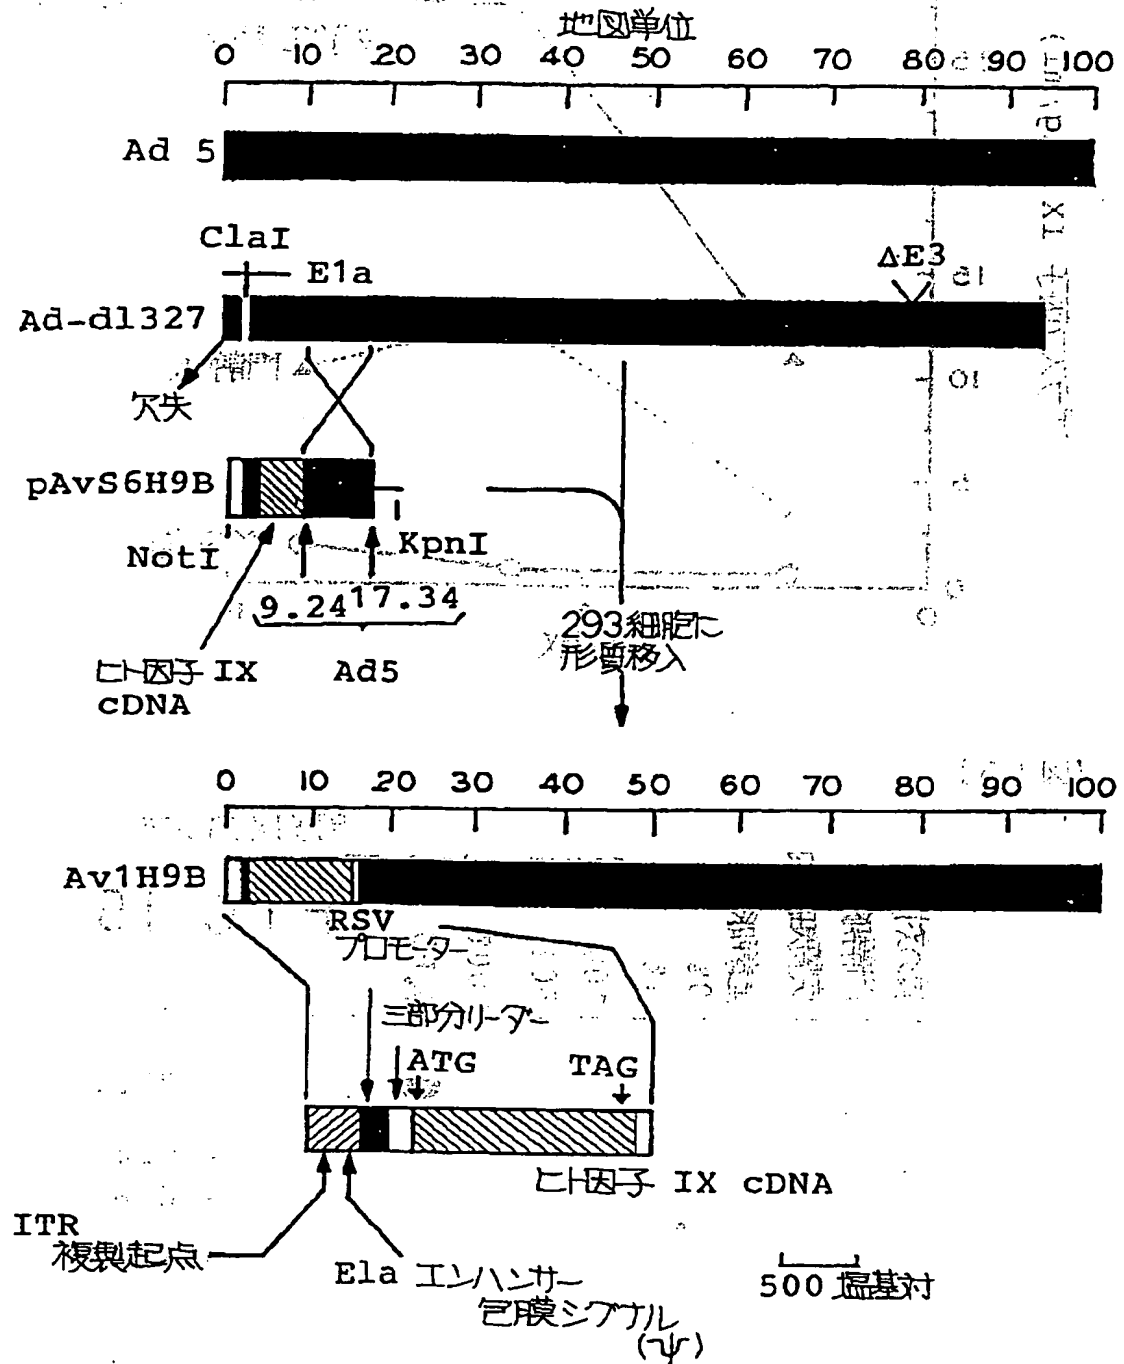 地図単位
0 10 20 30 40 50 60 70 80 90 100
Ad 5
ClaI
E1a
ΔE3
Ad-dl327
欠失
pAvS6H9B
NotI
KpnI
9.24 17.34
ヒト因子 IX
cDNA
Ad5
293細胞に
形質移入
0 10 20 30 40 50 60 70 80 90 100
Av1H9B
RSV
プロモーター
三部分リーダー
ATG
TAG
ヒト因子 IX cDNA
ITR
複製起点
Ela エンハンサー
包膜シグナル
(ψ)
500 塩基対